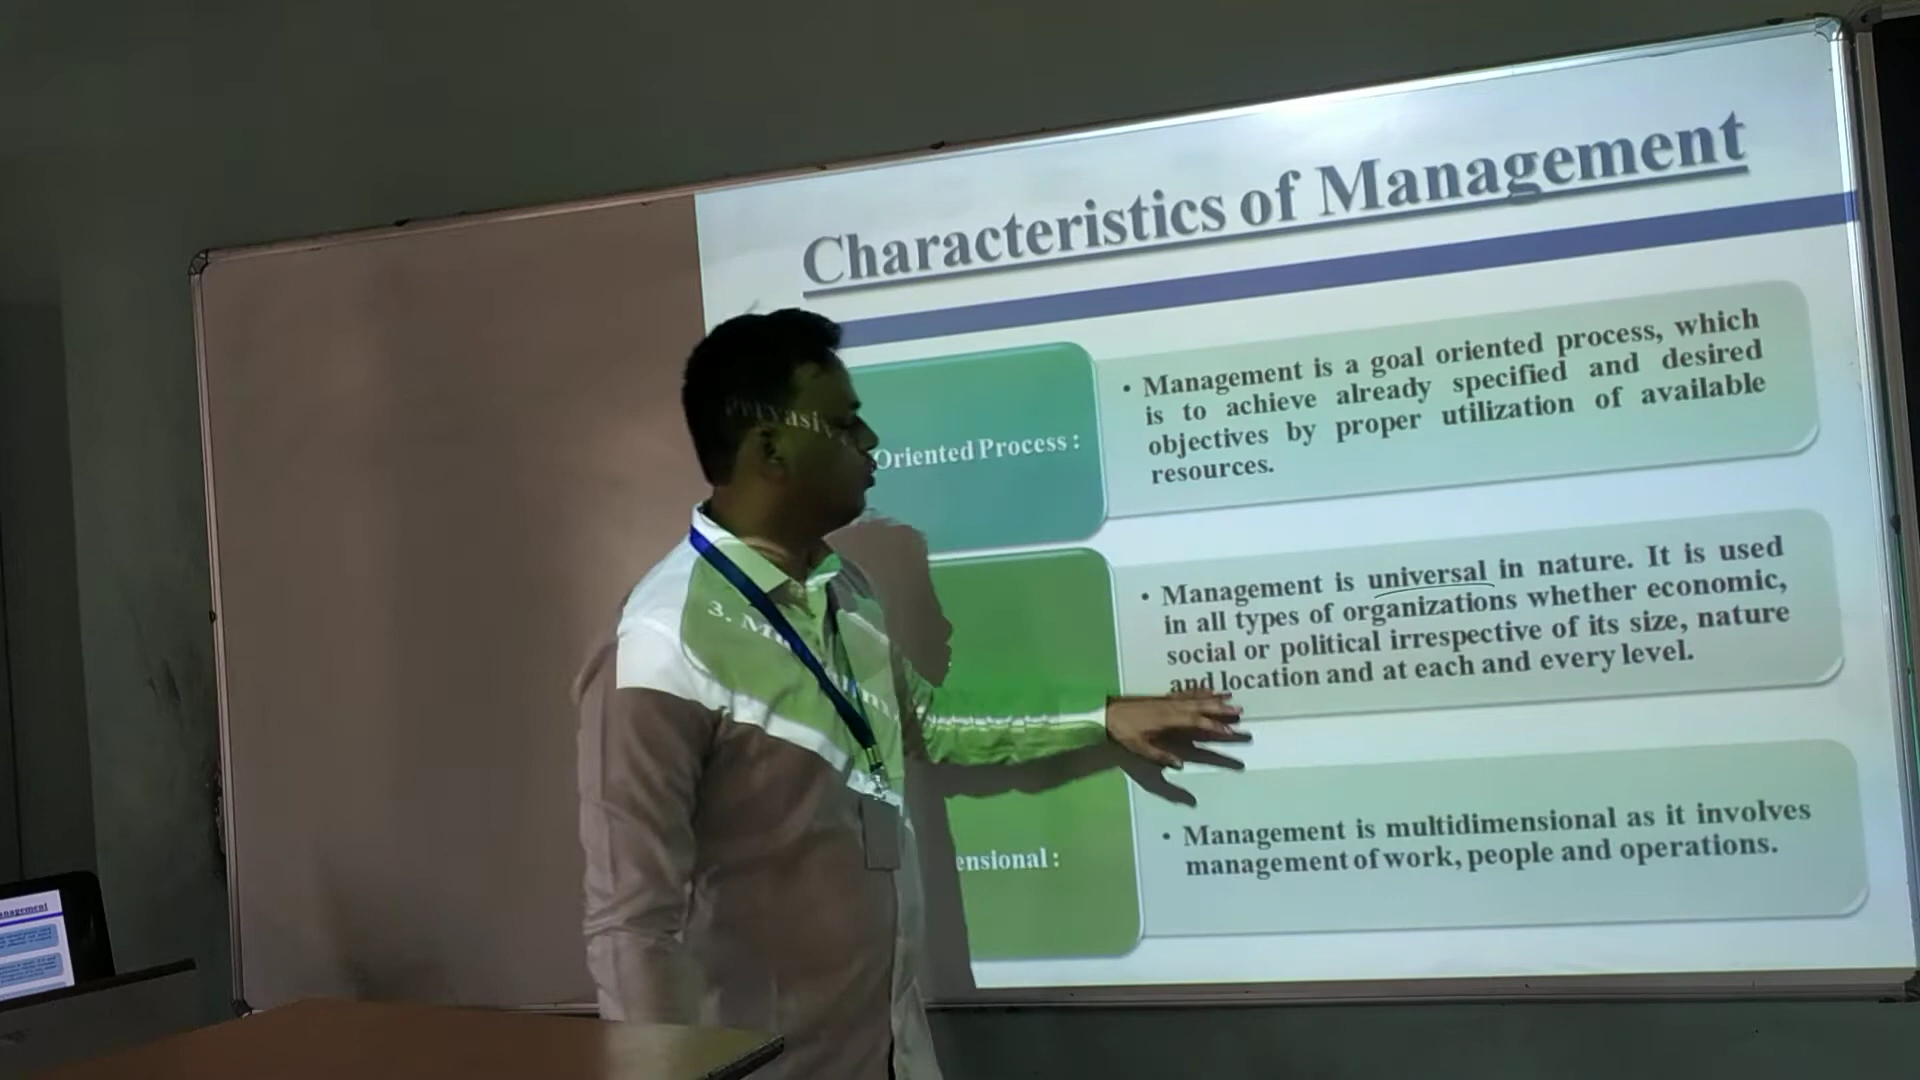 Characteristics of Management
Oriented Process :
• Management is a goal oriented process, which
is to achieve already specified and desired
objectives by proper utilization of available
resources.
• Management is universal in nature. It is used
in all types of organizations whether economic,
social or political irrespective of its size, nature
and location and at each and every level.
3.
ensional :
• Management is multidimensional as it involves
management of work, people and operations.